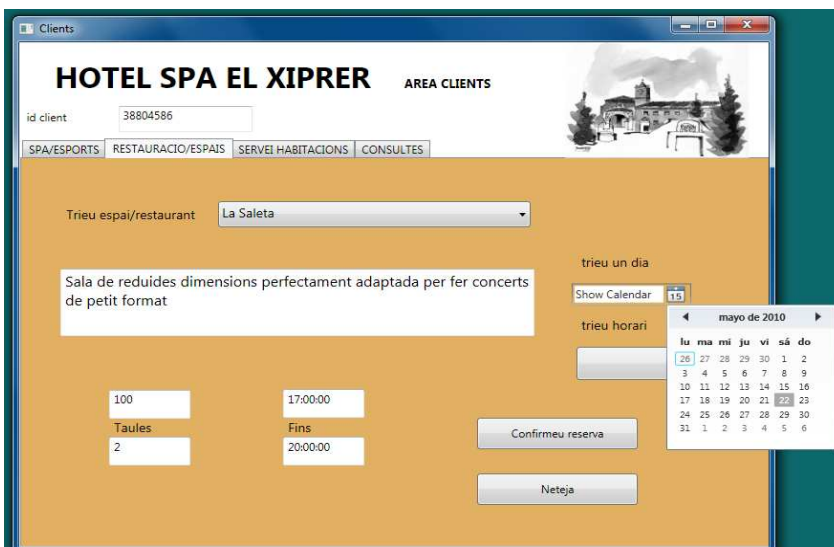 Clients
HOTEL SPA EL XIPRER AREA CLIENTS
id client 38804586
SPA/ESPORTS RESTAURACIO/ESPAIS SERVEI HABITACIONS CONSULTES
Trieu espai/restaurant La Saleta
Sala de reduides dimensions perfectament adaptada per fer concerts
de petit format
trieu un dia
Show Calendar 15
trieu horari
mayo de 2010
lu ma mi ju vi sá do
26 27 28 29 30 1 2
3 4 5 6 7 8 9
10 11 12 13 14 15 16
17 18 19 20 21 22 23
24 25 26 27 28 29 30
31 1 2 3 4 5 6
100 17:00:00
Taules Fins
2 20:00:00
Confirmeu reserva
Neteja